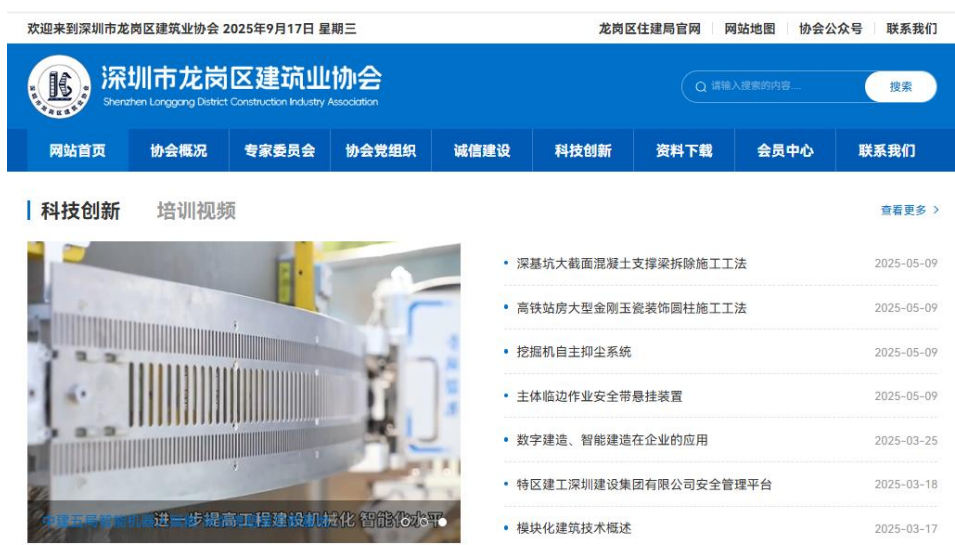 欢迎来到深圳市龙岗区建筑业协会 2025年9月17日 星期三
龙岗区住建局官网 网站地图 协会公众号 联系我们
深圳市龙岗区建筑业协会
Shenzhen Longgang District Construction Industry Association
请输入搜索的内容....
搜索
网站首页 协会概况 专家委员会 协会党组织 诚信建设 科技创新 资料下载 会员中心 联系我们
科技创新 培训视频
查看更多
深基坑大截面混凝土支撑梁拆除施工工法 2025-05-09
高铁站房大型金刚玉瓷装饰圆柱施工工法 2025-05-09
挖掘机自主抑尘系统 2025-05-09
主体临边作业安全带悬挂装置 2025-05-09
数字建造、智能建造在企业的应用 2025-03-25
特区建工深圳建设集团有限公司安全管理平台 2025-03-18
模块化建筑技术概述 2025-03-17
进一步提高工程建设机械化 智能化水平